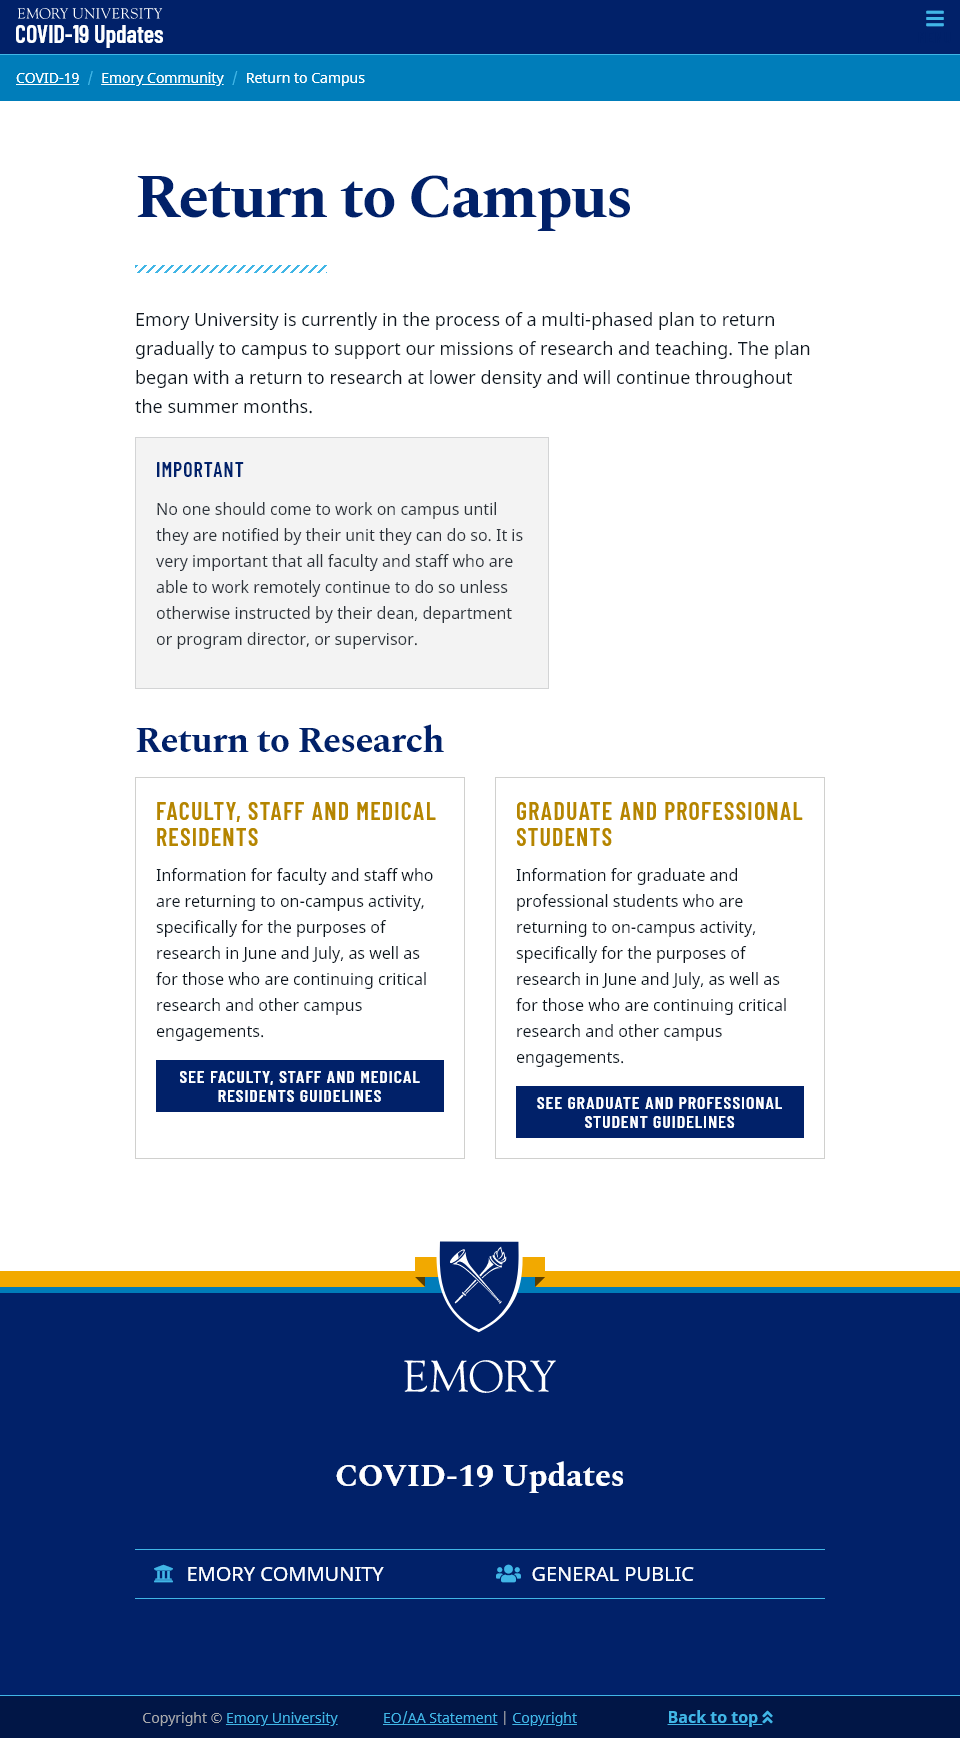 EMORY UNIVERSITY
COVID-19 Updates
COVID-19 / Emory Community / Return to Campus
Return to Campus
Emory University is currently in the process of a multi-phased plan to return
gradually to campus to support our missions of research and teaching. The plan
began with a return to research at lower density and will continue throughout
the summer months.
IMPORTANT
No one should come to work on campus until
they are notified by their unit they can do so. It is
very important that all faculty and staff who are
able to work remotely continue to do so unless
otherwise instructed by their dean, department
or program director, or supervisor.
Return to Research
FACULTY, STAFF AND MEDICAL
RESIDENTS
Information for faculty and staff who
are returning to on-campus activity,
specifically for the purposes of
research in June and July, as well as
for those who are continuing critical
research and other campus
engagements.
SEE FACULTY, STAFF AND MEDICAL
RESIDENTS GUIDELINES
GRADUATE AND PROFESSIONAL
STUDENTS
Information for graduate and
professional students who are
returning to on-campus activity,
specifically for the purposes of
research in June and July, as well as
for those who are continuing critical
research and other campus
engagements.
SEE GRADUATE AND PROFESSIONAL
STUDENT GUIDELINES
EMORY
COVID-19 Updates
EMORY COMMUNITY
GENERAL PUBLIC
Copyright © Emory University
EO/AA Statement | Copyright
Back to top